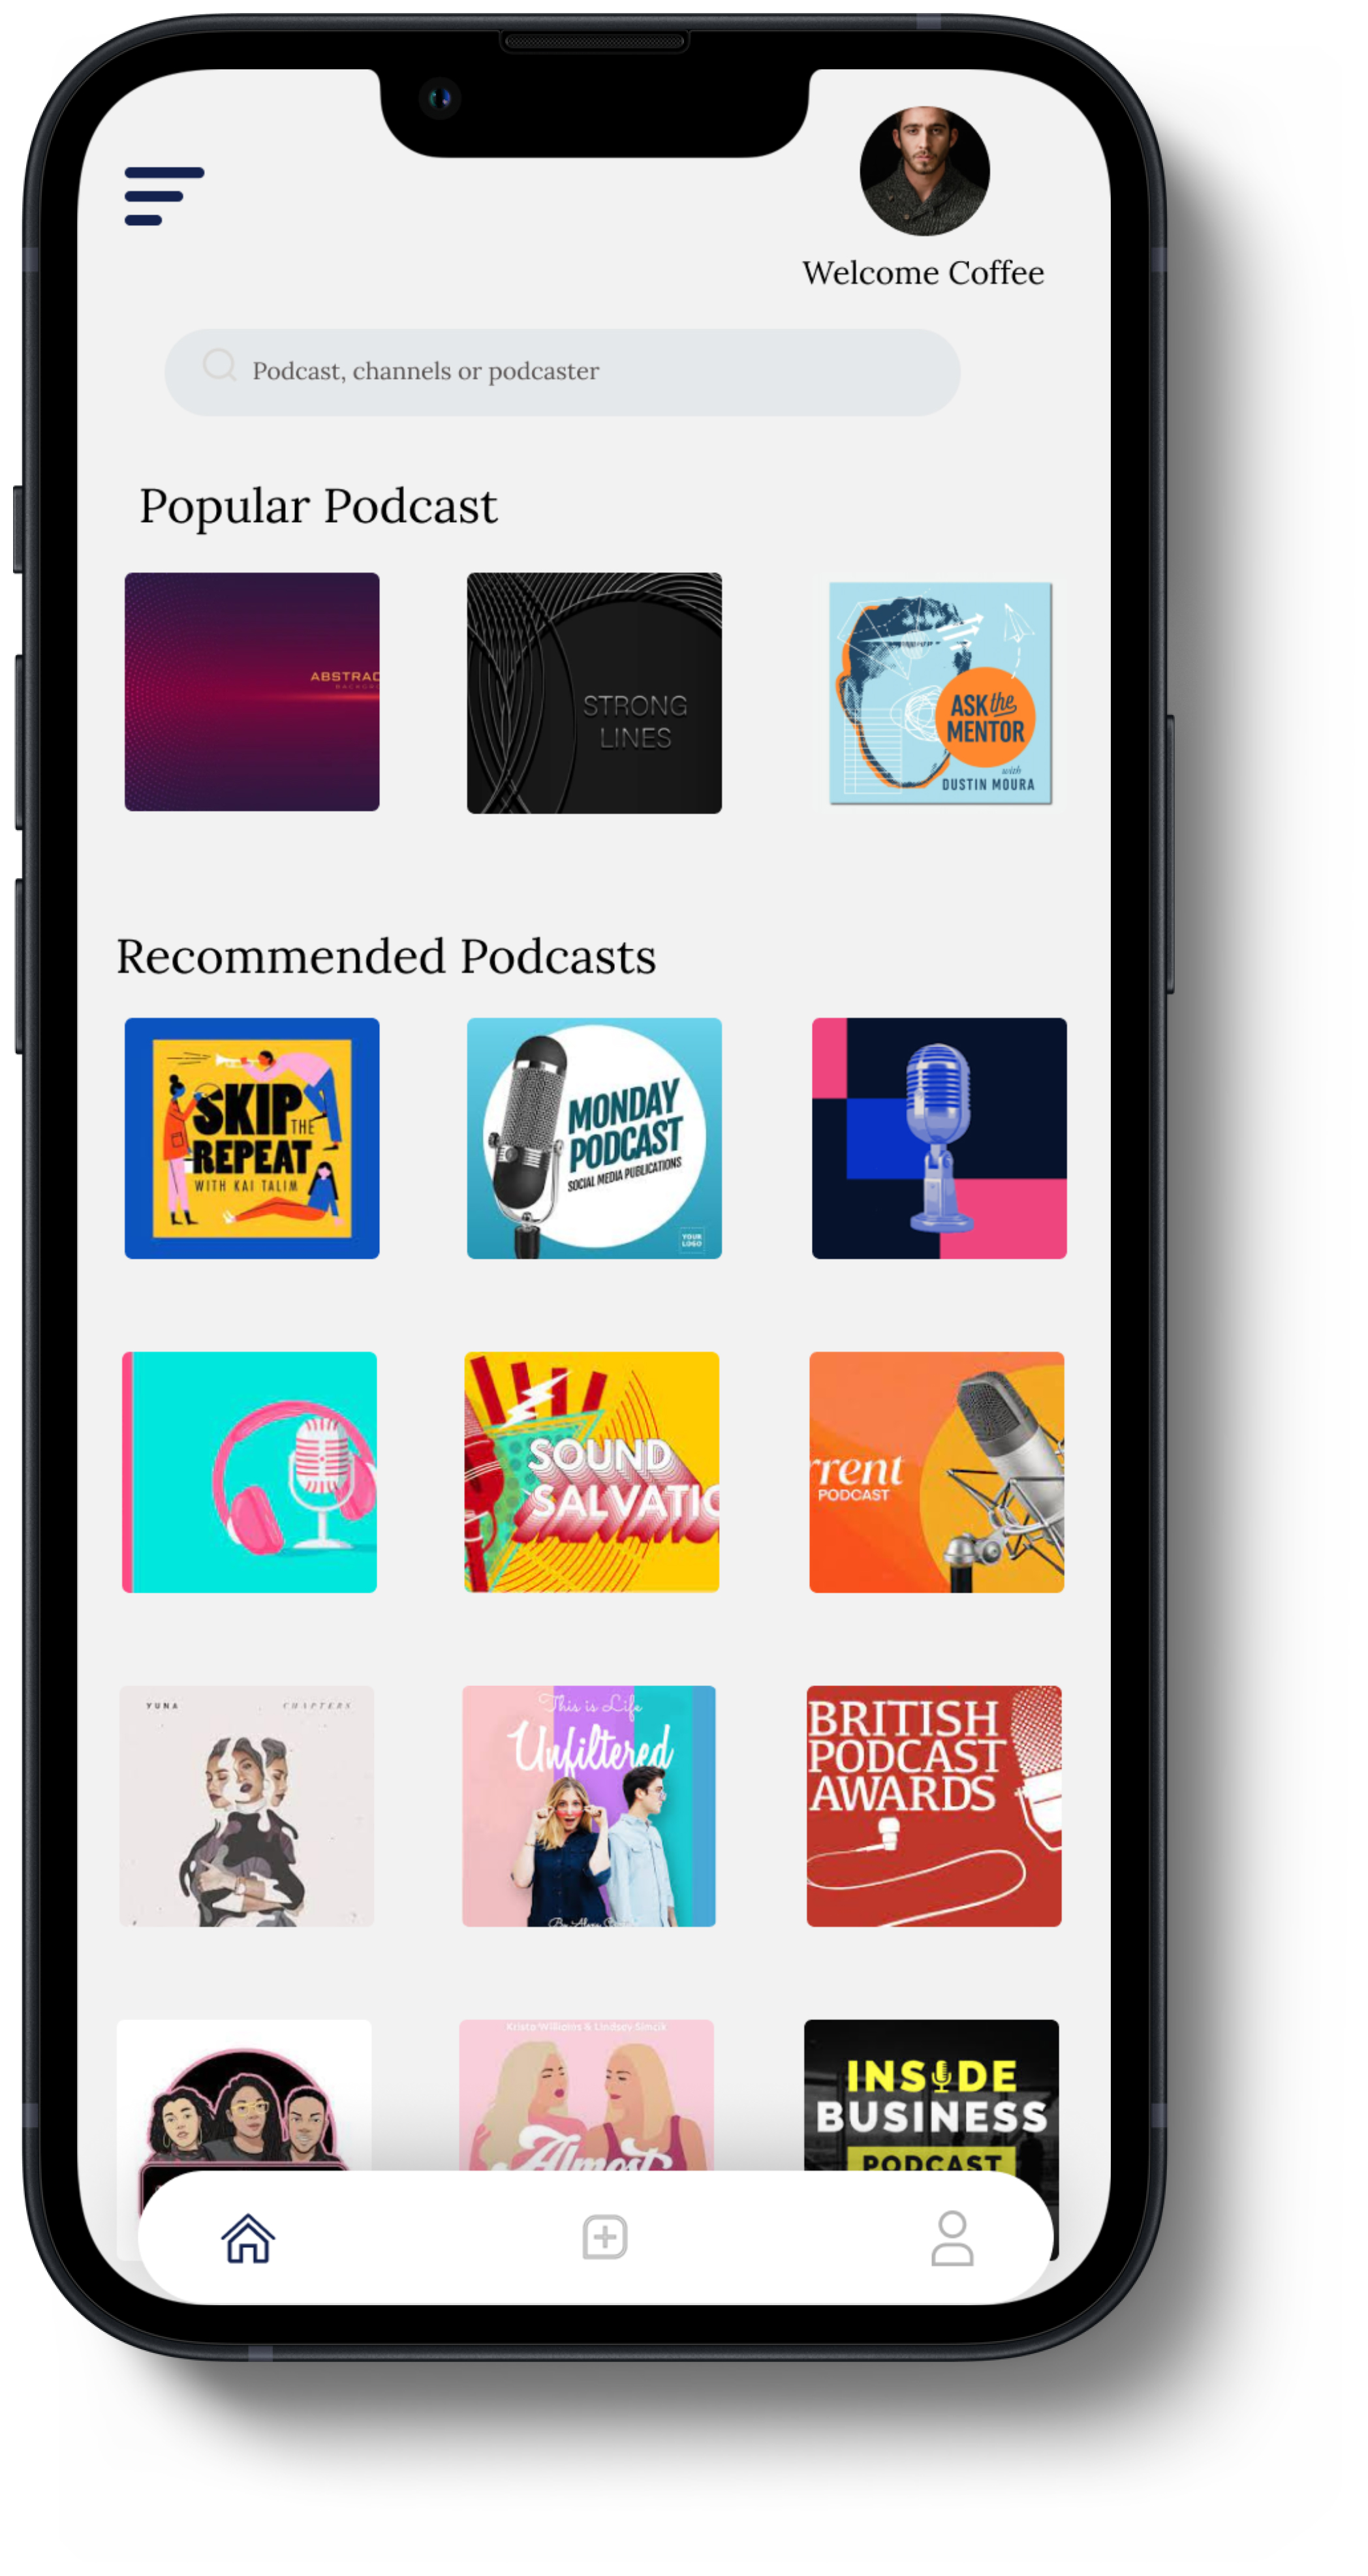 Welcome Coffee
Podcast, channels or podcaster
Popular Podcast
ABSTRAC
BACKGRO
STRONG
LINES
ASK the
MENTOR
with
DUSTIN MOURA
Recommended Podcasts
SKIP THE
REPEAT
WITH KAI TALIM
MONDAY
PODCAST
SOCIAL MEDIA PUBLICATIONS
YOUR
LOGO
SOUND
SALVATIO
rrent
PODCAST
YUNA
CHAPTERS
This is Life
Unfiltered
BRITISH
PODCAST
AWARDS
Krista Williams & Lindsey Simcik
Almost
INSIDE
BUSINESS
PODCAST